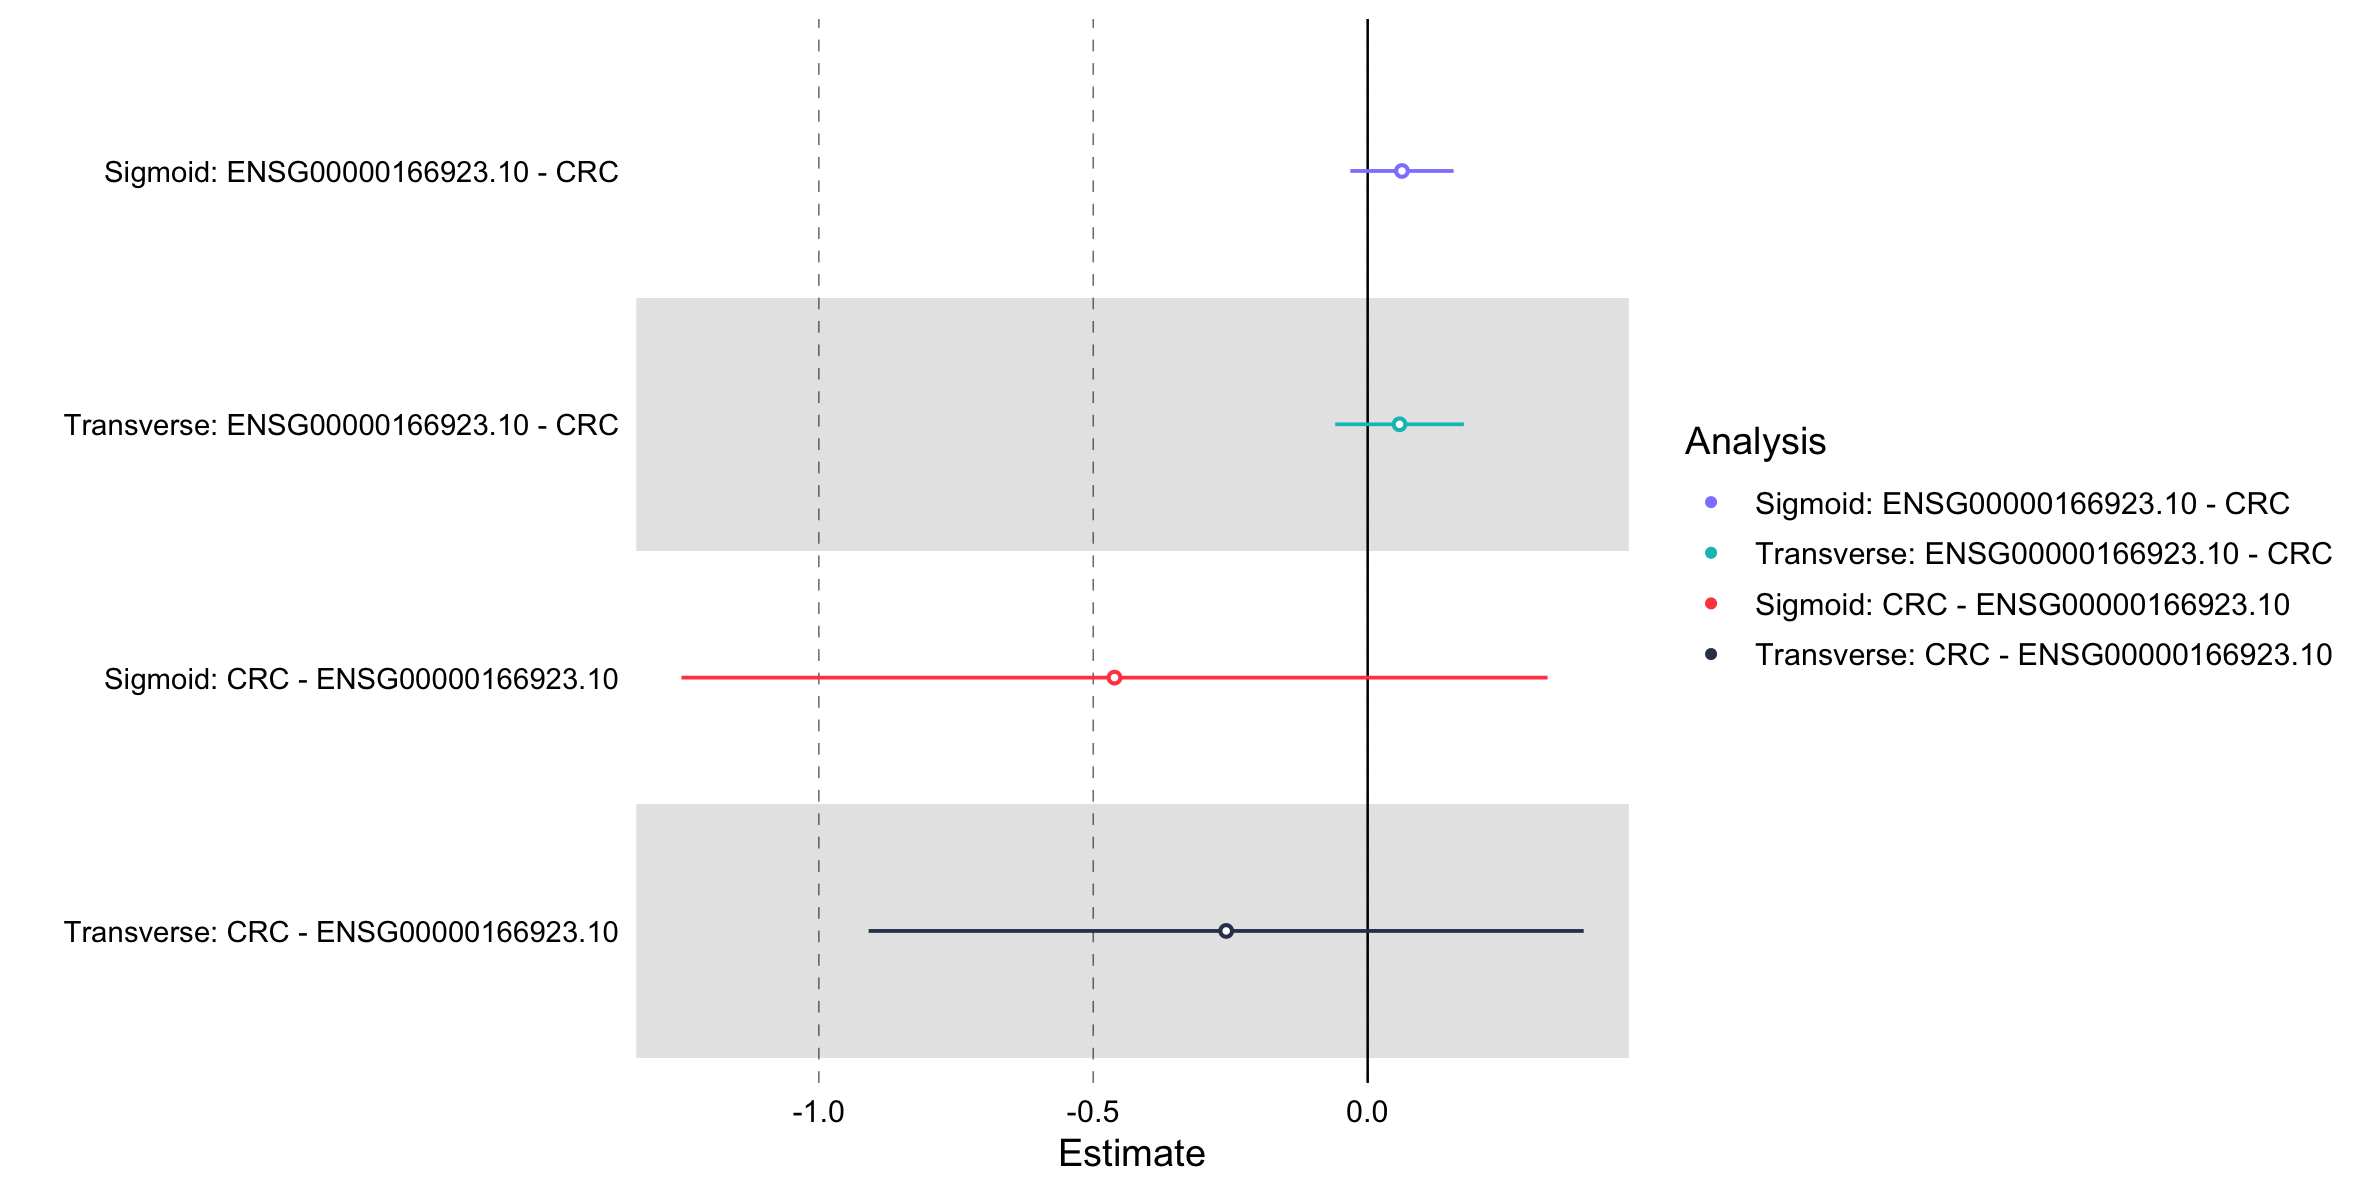 Sigmoid: ENSG00000166923.10 - CRC
Transverse: ENSG00000166923.10 - CRC
Sigmoid: CRC - ENSG00000166923.10
Transverse: CRC - ENSG00000166923.10
-1.0 -0.5 0.0
Estimate
Analysis
Sigmoid: ENSG00000166923.10 - CRC
Transverse: ENSG00000166923.10 - CRC
Sigmoid: CRC - ENSG00000166923.10
Transverse: CRC - ENSG00000166923.10